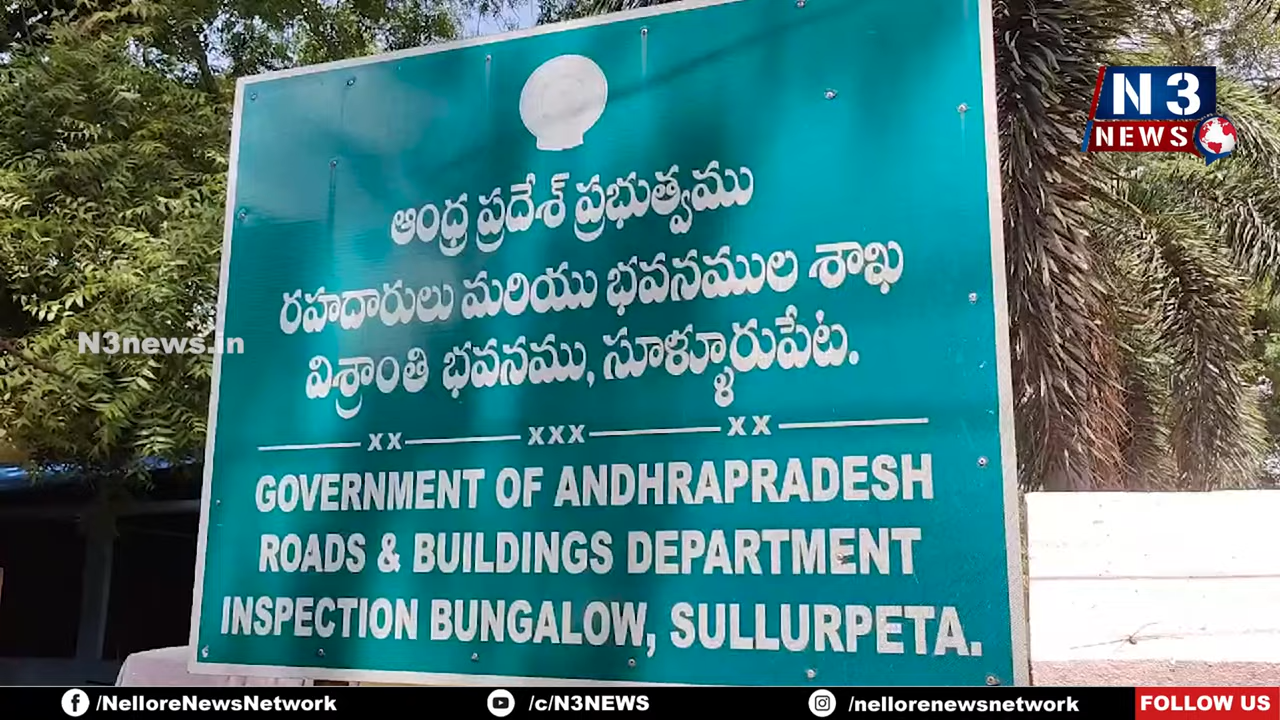 N3
NEWS
ఆంధ్ర ప్రదేశ్ ప్రభుత్వము
రహదారులు మరియు భవనముల శాఖ
విశ్రాంతి భవనము, సూళ్ళూరుపేట.
N3news.in
xx xxx xx
GOVERNMENT OF ANDHRAPRADESH
ROADS & BUILDINGS DEPARTMENT
INSPECTION BUNGALOW, SULLURPETA.
/NelloreNewsNetwork /c/N3NEWS /nellorenewsnetwork FOLLOW US